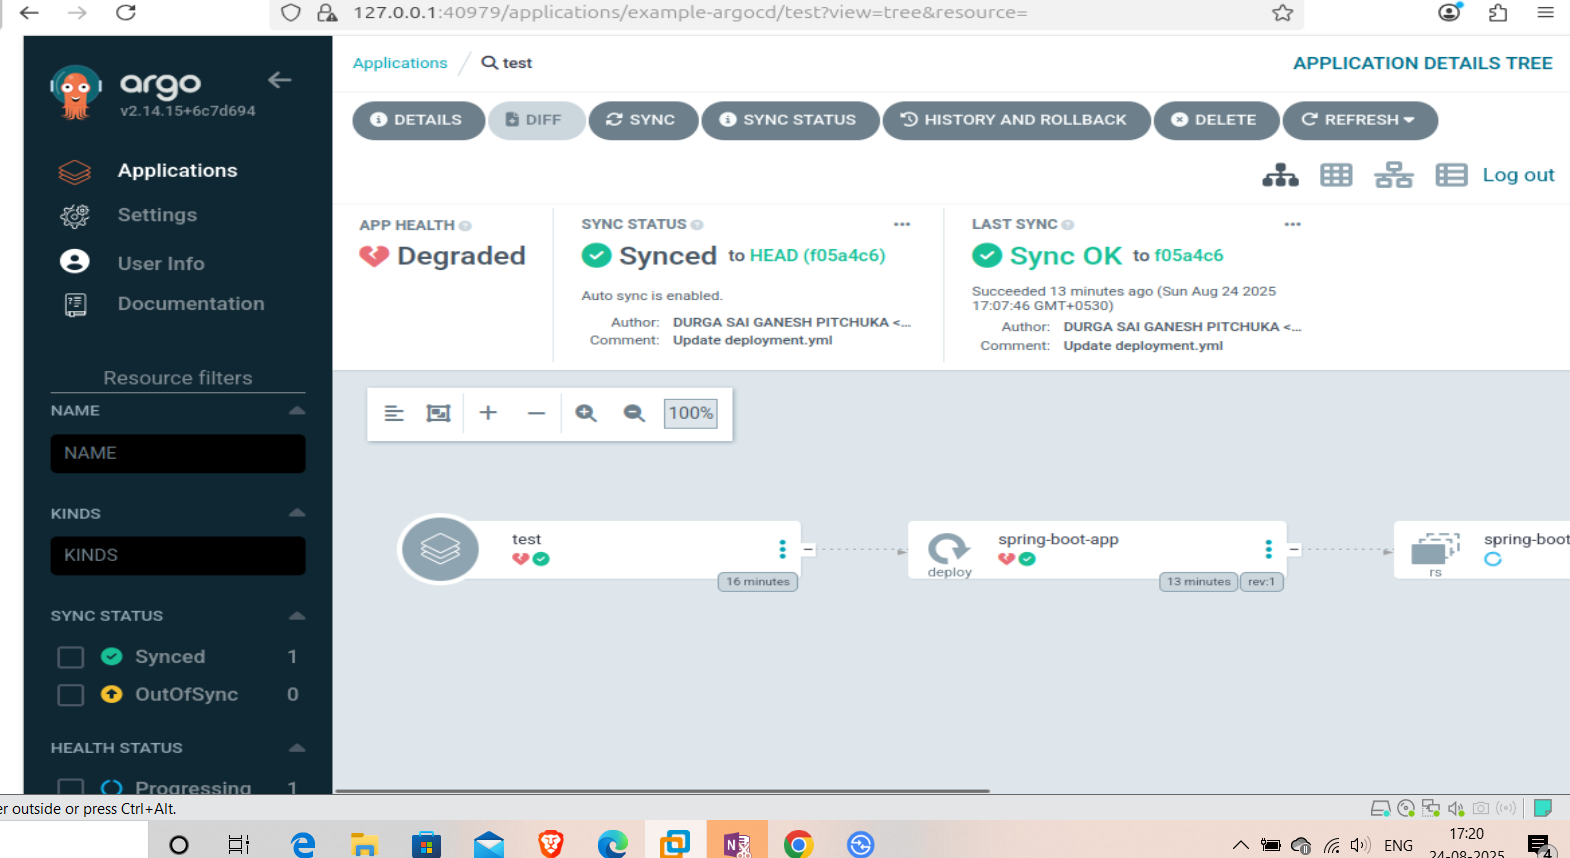 127.0.0.1:40979/applications/example-argocd/test?view=tree&resource=
argo
v2.14.15+6c7d694
Applications
Settings
User Info
Documentation
Resource filters
NAME
NAME
KINDS
KINDS
SYNC STATUS
Synced 1
OutOfSync 0
HEALTH STATUS
Progressing 1
Applications / test
APPLICATION DETAILS TREE
DETAILS DIFF SYNC SYNC STATUS HISTORY AND ROLLBACK DELETE REFRESH
Log out
APP HEALTH
Degraded
SYNC STATUS
Synced to HEAD (f05a4c6)
Auto sync is enabled.
Author: DURGA SAI GANESH PITCHUKA <...
Comment: Update deployment.yml
LAST SYNC
Sync OK to f05a4c6
Succeeded 13 minutes ago (Sun Aug 24 2025
17:07:46 GMT+0530)
Author: DURGA SAI GANESH PITCHUKA <...
Comment: Update deployment.yml
100%
test
16 minutes
deploy
spring-boot-app
13 minutes rev:1
rs
spring-boot
er outside or press Ctrl+Alt.
ENG
17:20
24-08-2025
4